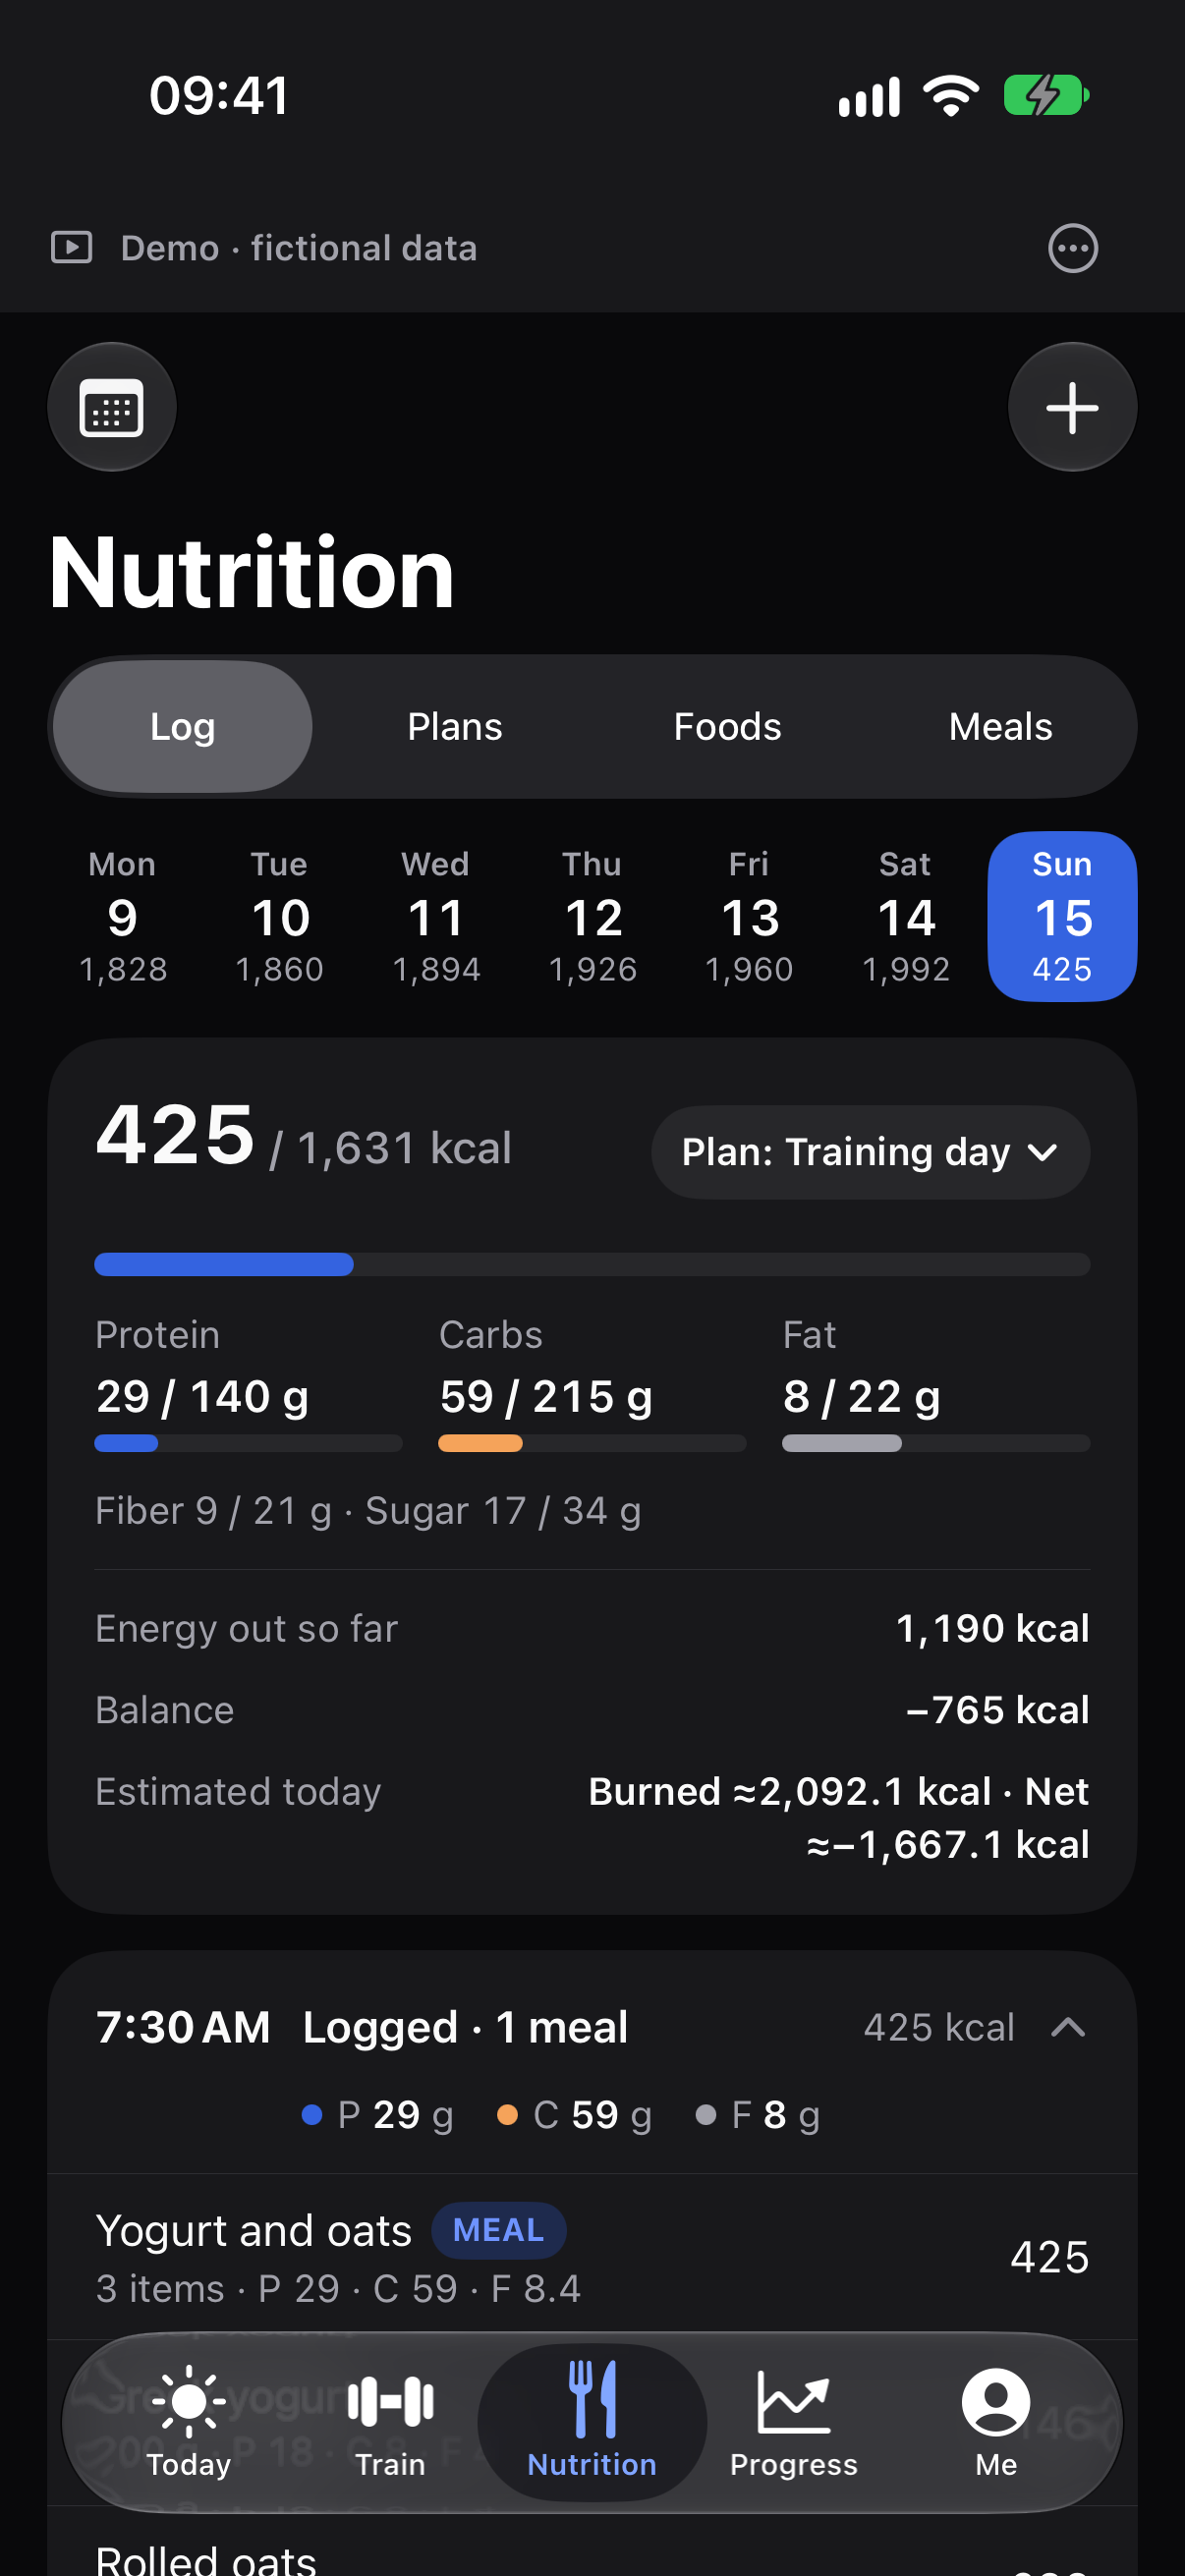 09:41
Demo · fictional data
Nutrition
Log Plans Foods Meals
Mon Tue Wed Thu Fri Sat Sun
9 10 11 12 13 14 15
1,828 1,860 1,894 1,926 1,960 1,992 425
425 / 1,631 kcal Plan: Training day
Protein Carbs Fat
29 / 140 g 59 / 215 g 8 / 22 g
Fiber 9 / 21 g · Sugar 17 / 34 g
Energy out so far 1,190 kcal
Balance −765 kcal
Estimated today Burned ≈2,092.1 kcal · Net
≈−1,667.1 kcal
7:30 AM Logged · 1 meal 425 kcal
P 29 g C 59 g F 8 g
Yogurt and oats MEAL 425
3 items · P 29 · C 59 · F 8.4
Today Train Nutrition Progress Me
Rolled oats